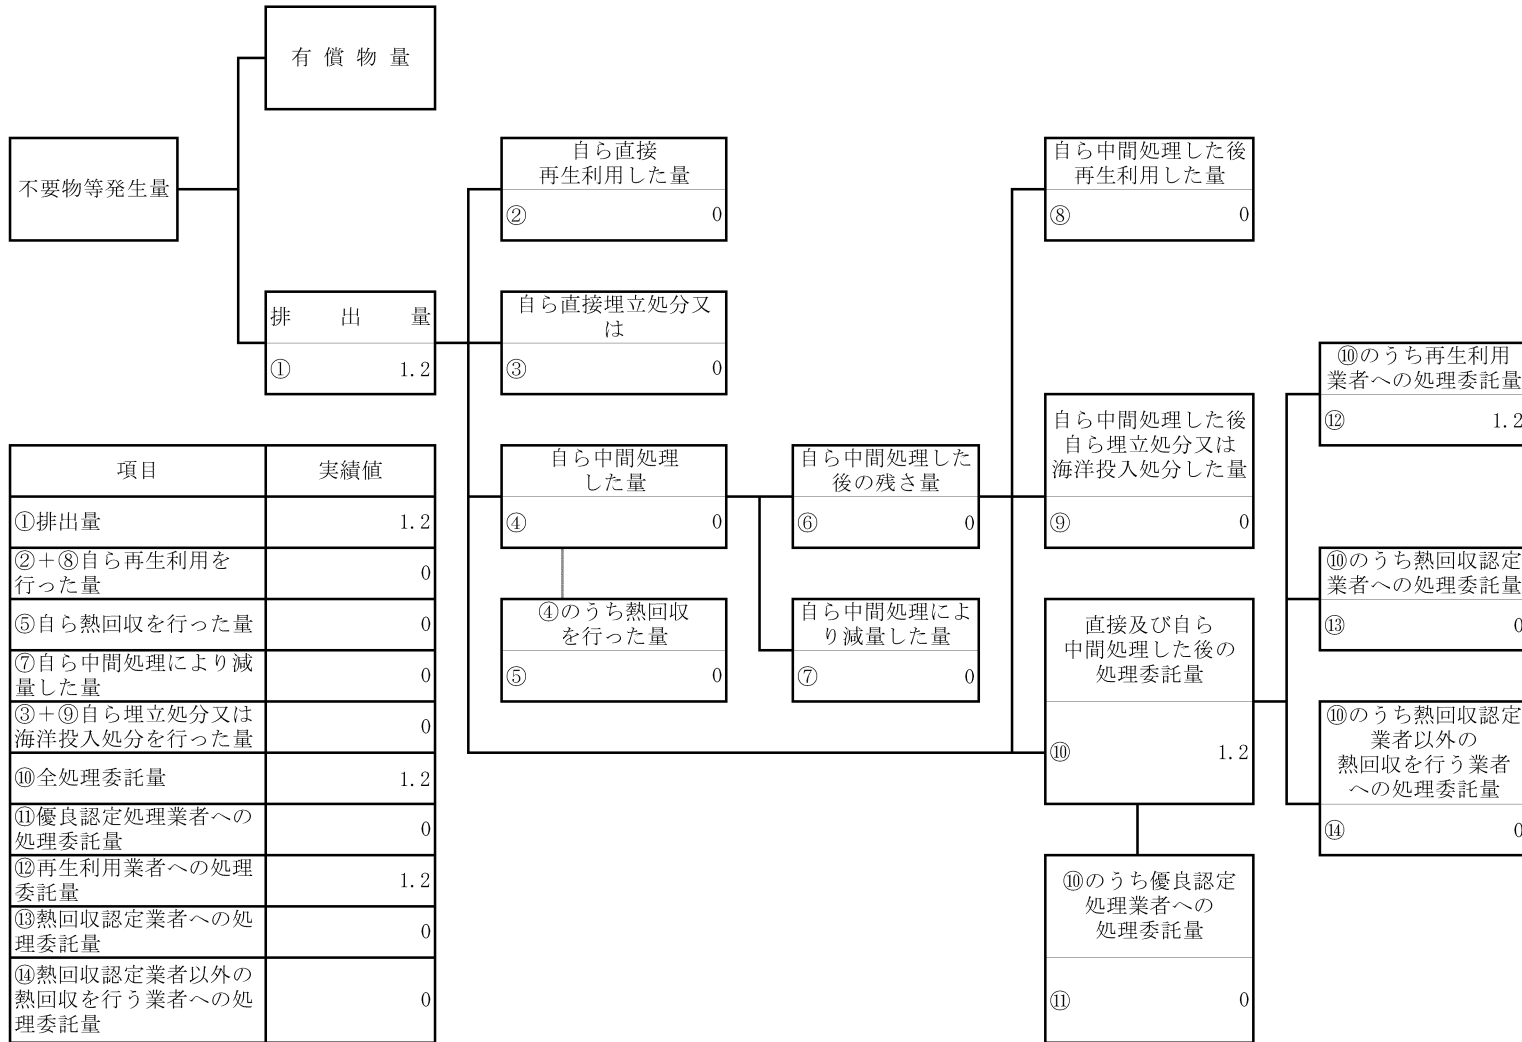 有 償 物 量
不要物等発生量
排 出 量
① 1.2
自ら直接
再生利用した量
② 0
自ら直接埋立処分又
は
③ 0
自ら中間処理
した量
④ 0
④のうち熱回収
を行った量
⑤ 0
自ら中間処理した
後の残さ量
⑥ 0
自ら中間処理によ
り減量した量
⑦ 0
自ら中間処理した後
再生利用した量
⑧ 0
自ら中間処理した後
自ら埋立処分又は
海洋投入処分した量
⑨ 0
直接及び自ら
中間処理した後の
処理委託量
⑩ 1.2
⑩のうち優良認定
処理業者への
処理委託量
⑪ 0
⑩のうち再生利用
業者への処理委託量
⑫ 1.2
⑩のうち熱回収認定
業者への処理委託量
⑬ 0
⑩のうち熱回収認定
業者以外の
熱回収を行う業者
への処理委託量
⑭ 0
項目 実績値
①排出量 1.2
②＋⑧自ら再生利用を
行った量 0
⑤自ら熱回収を行った量 0
⑦自ら中間処理により減
量した量 0
③＋⑨自ら埋立処分又は
海洋投入処分を行った量 0
⑩全処理委託量 1.2
⑪優良認定処理業者への
処理委託量 0
⑫再生利用業者への処理
委託量 1.2
⑬熱回収認定業者への処
理委託量 0
⑭熱回収認定業者以外の
熱回収を行う業者への処
理委託量 0